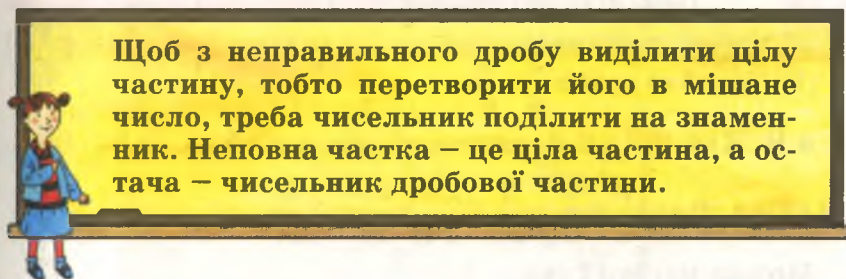 Щоб з неправильного дробу виділити цілу
частину, тобто перетворити його в мішане
число, треба чисельник поділити на знамен-
ник. Неповна частка — це ціла частина, а ос-
тача — чисельник дробової частини.